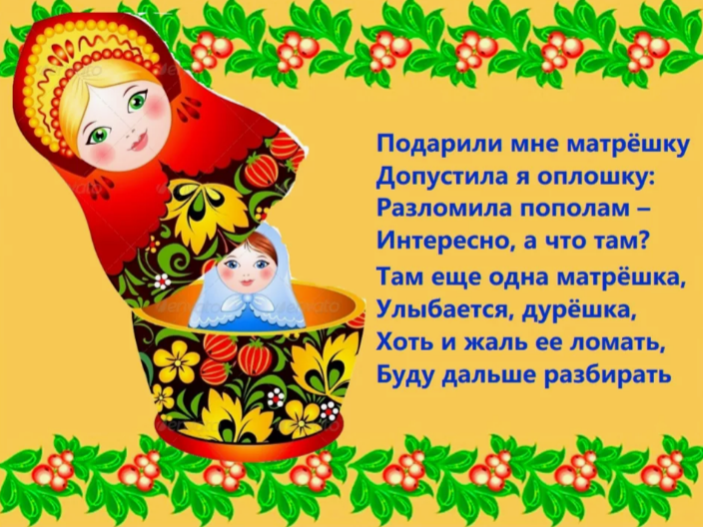 Подарили мне матрёшку
Допустила я оплошку:
Разломила пополам –
Интересно, а что там?
Там еще одна матрёшка,
Улыбается, дурёшка,
Хоть и жаль ее ломать,
Буду дальше разбирать